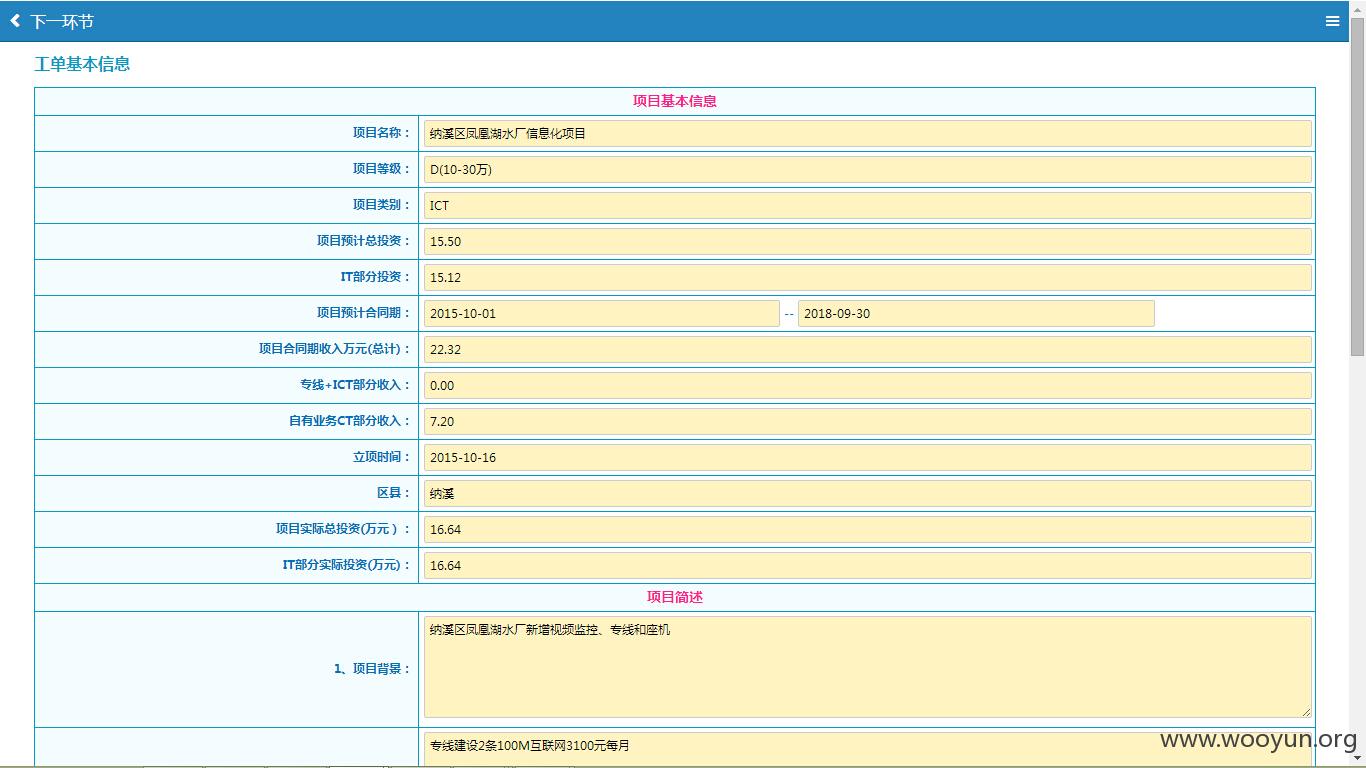 下一环节
工单基本信息
项目基本信息
项目名称： 纳溪区凤凰湖水厂信息化项目
项目等级： D(10-30万)
项目类别： ICT
项目预计总投资： 15.50
IT部分投资： 15.12
项目预计合同期： 2015-10-01 -- 2018-09-30
项目合同期收入万元(总计)： 22.32
专线+ICT部分收入： 0.00
自有业务CT部分收入： 7.20
立项时间： 2015-10-16
区县： 纳溪
项目实际总投资(万元 ) ： 16.64
IT部分实际投资(万元)： 16.64
项目简述
1、项目背景： 纳溪区凤凰湖水厂新增视频监控、专线和座机
专线建设2条100M互联网3100元每月
www.wooyun.org